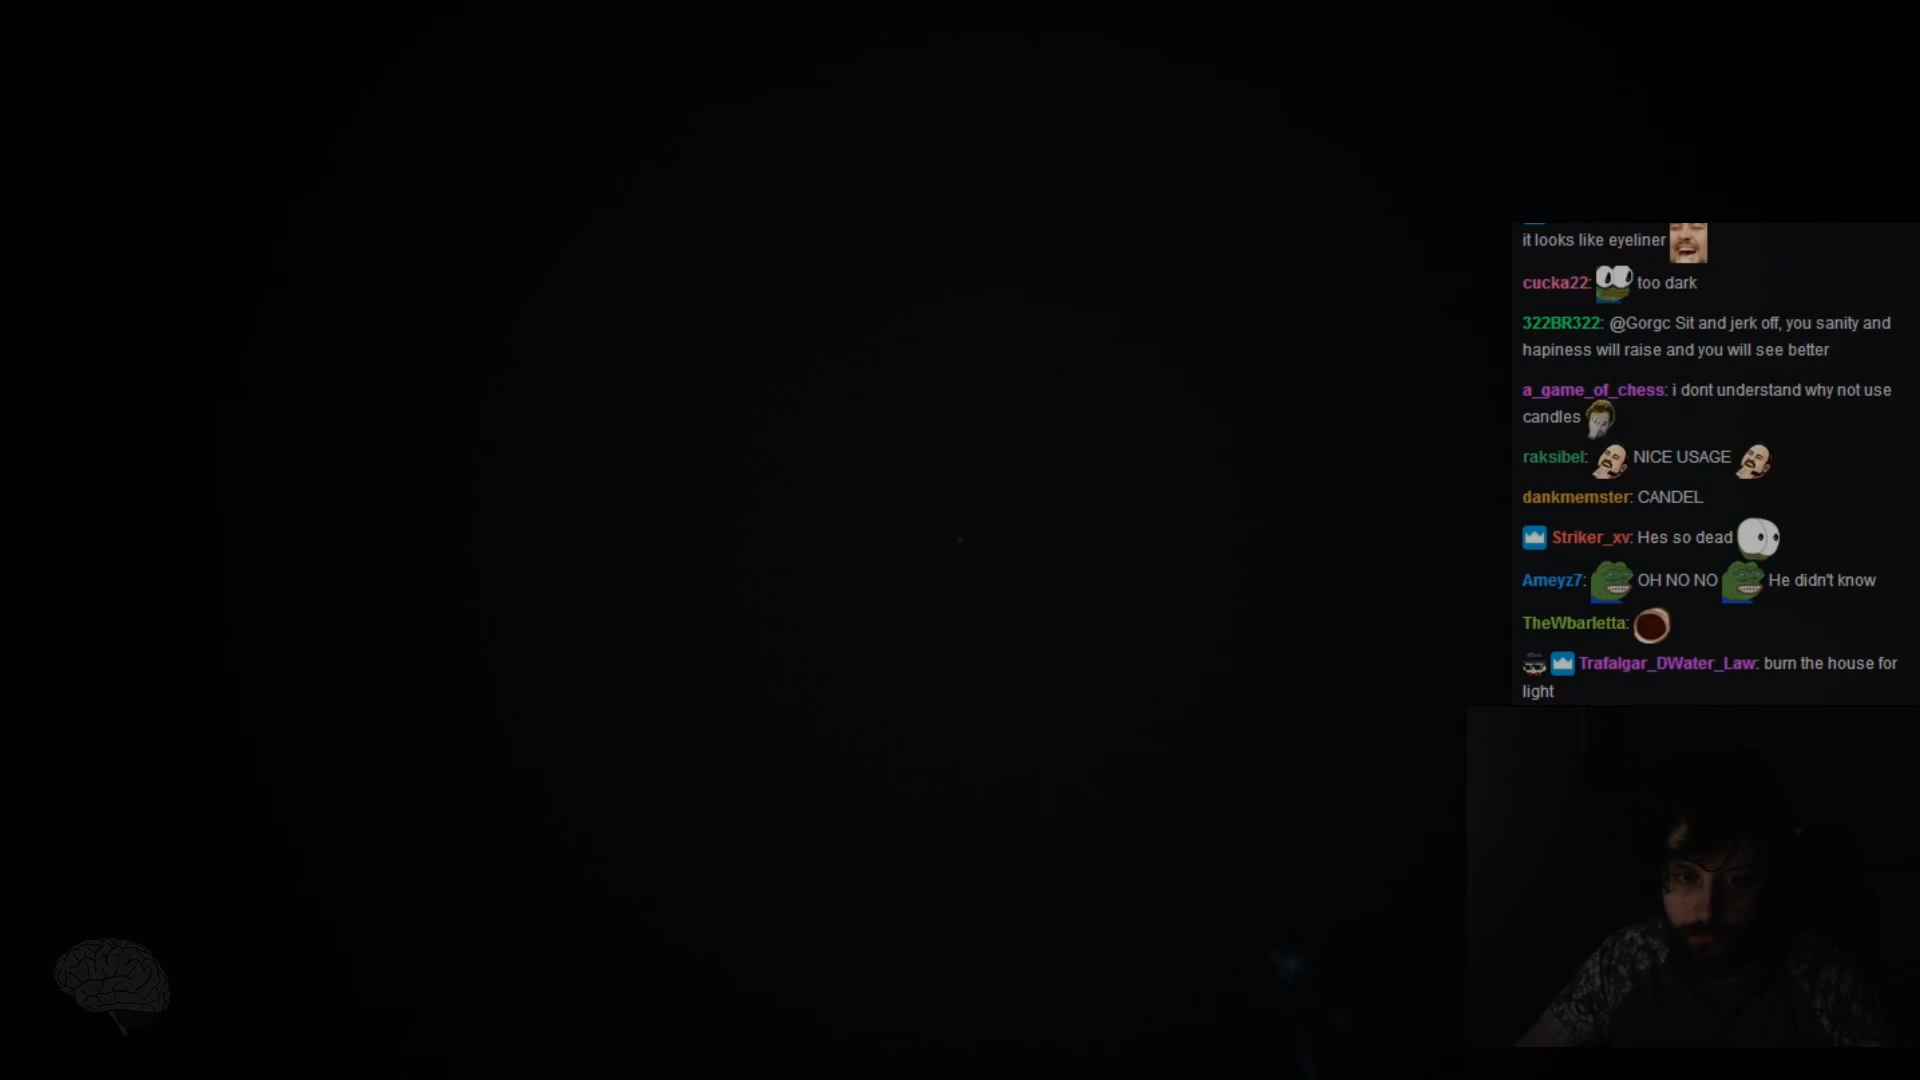 it looks like eyeliner
cucka22: too dark
322BR322: @Gorgc Sit and jerk off, you sanity and
hapiness will raise and you will see better
a_game_of_chess: i dont understand why not use
candles
raksibel: NICE USAGE
dankmemster: CANDEL
Striker_xv: Hes so dead
Ameyz7: OH NO NO He didn't know
TheWbarletta:
Trafalgar_DWater_Law: burn the house for
light